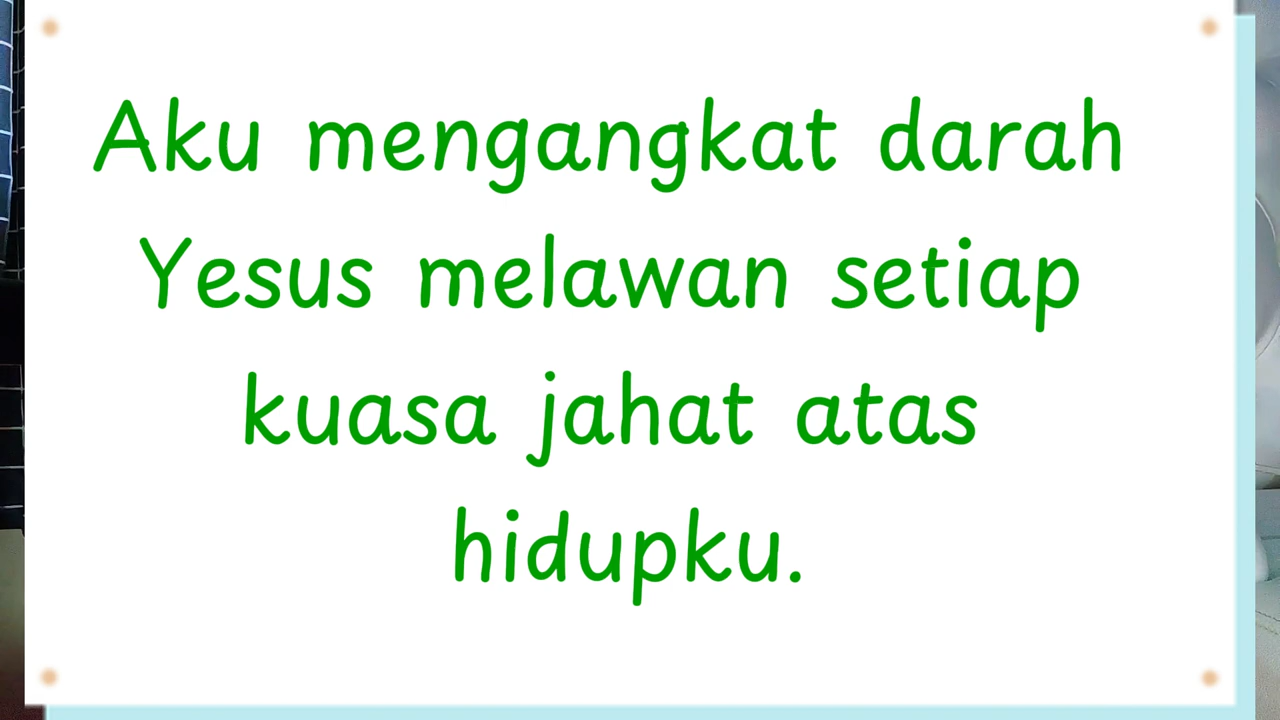 Aku mengangkat darah
Yesus melawan setiap
kuasa jahat atas
hidupku.